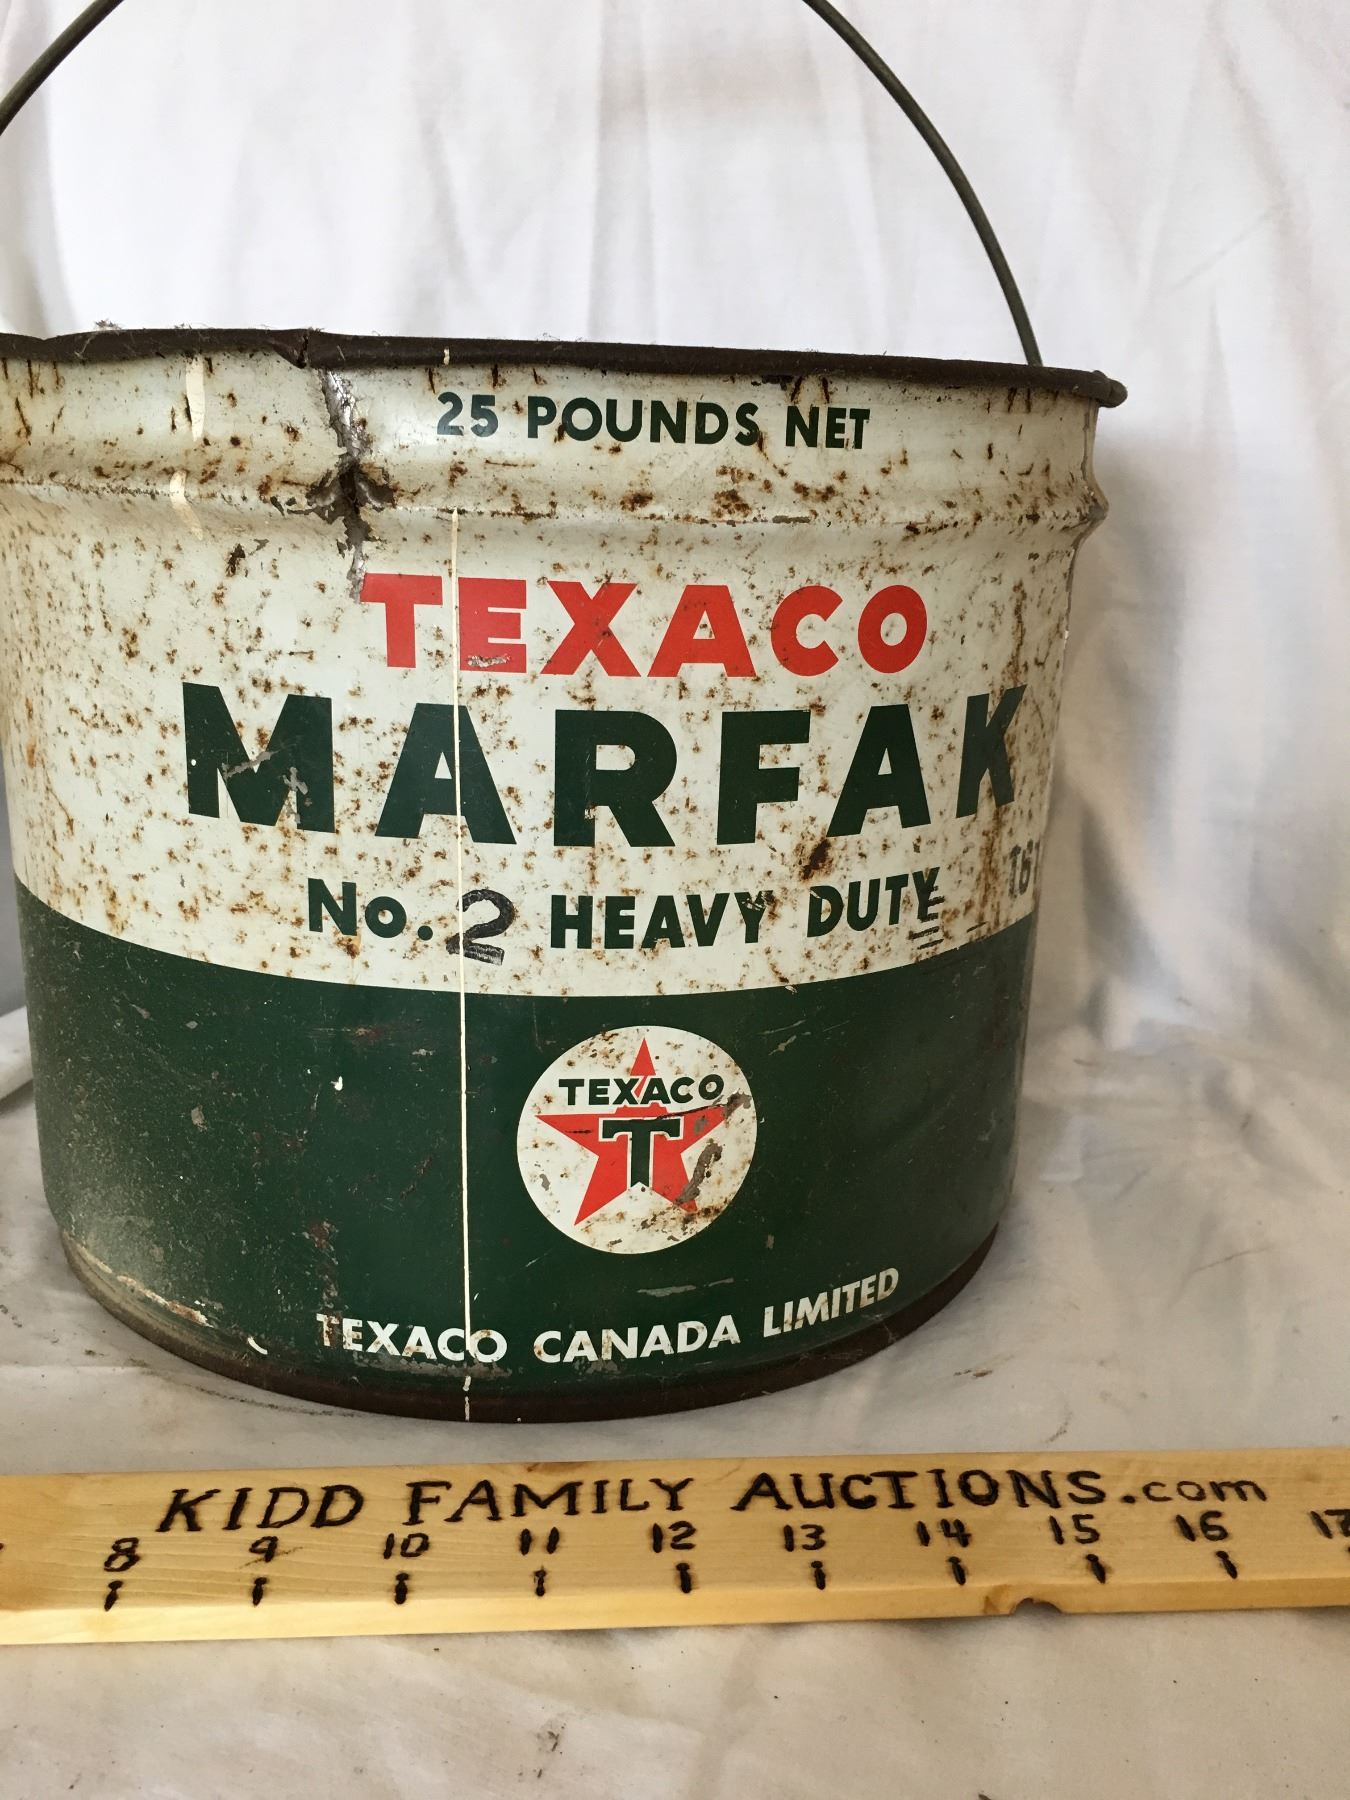 25 POUNDS NET
TEXACO
MARFAK
No. 2 HEAVY DUTY
TEXACO
T
TEXACO CANADA LIMITED
KIDD FAMILY AUCTIONS.com
8 9 10 11 12 13 14 15 16 17